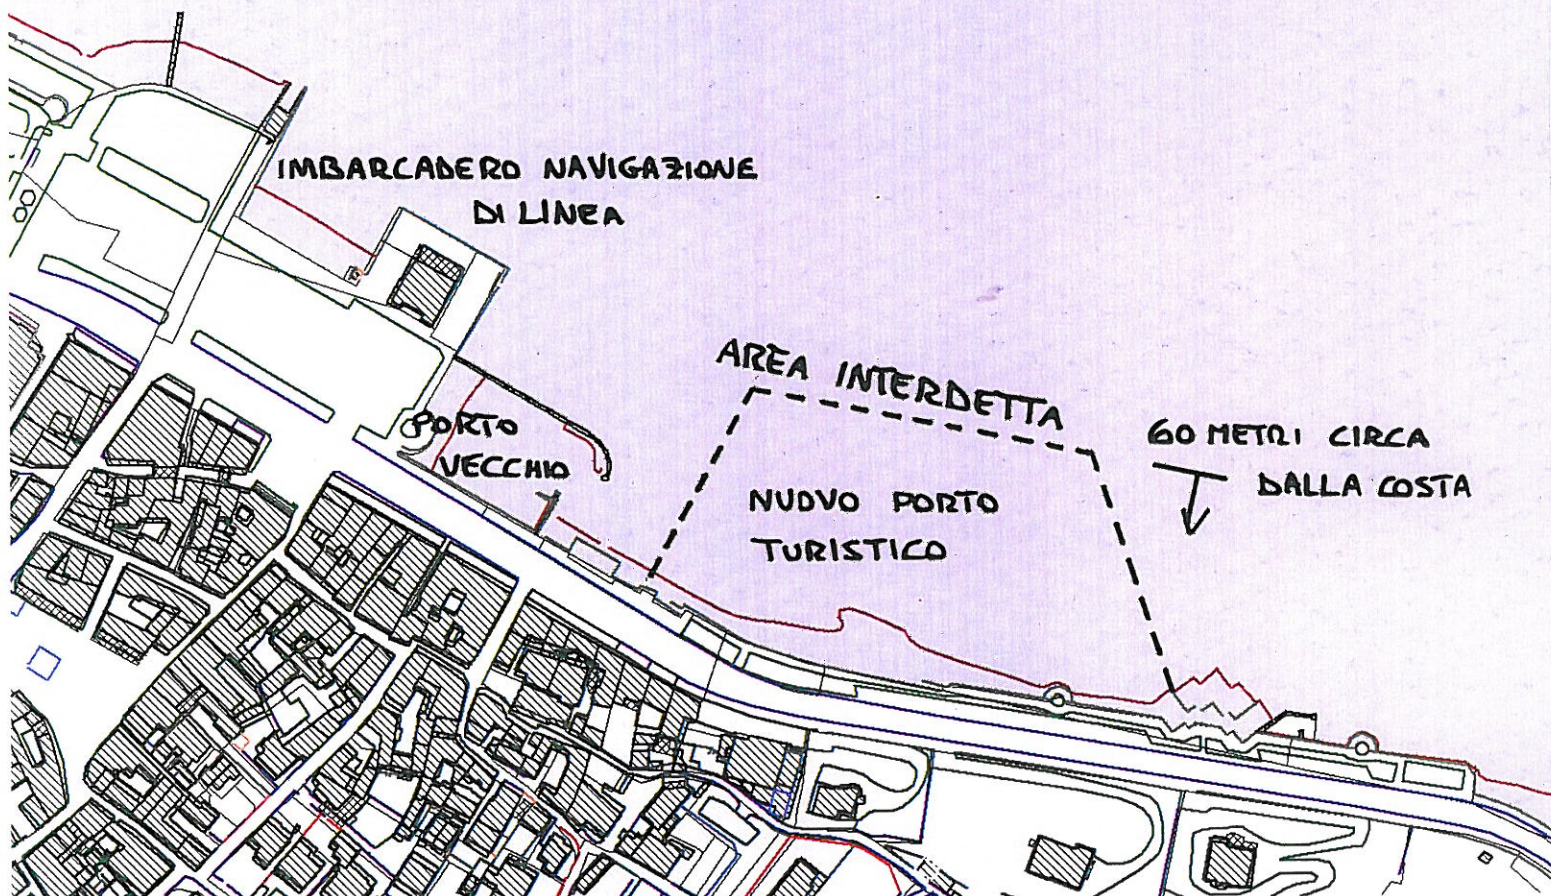 IMBARCADERO NAVIGAZIONE
DI LINEA
PORTO
VECCHIO
AREA INTERDETTA
NUOVO PORTO
TURISTICO
60 METRI CIRCA
DALLA COSTA